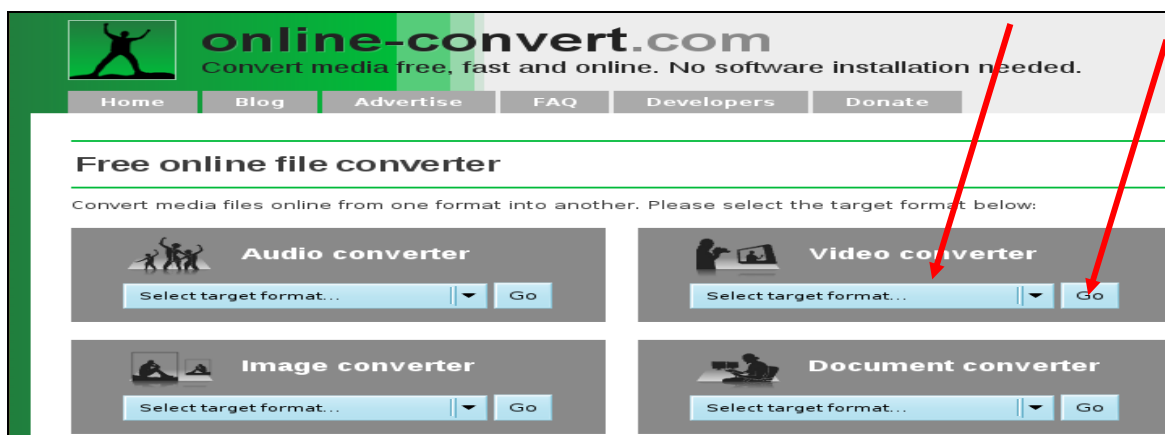 online-convert.com
Convert media free, fast and online. No software installation needed.
Home Blog Advertise FAQ Developers Donate
Free online file converter
Convert media files online from one format into another. Please select the target format below:
Audio converter
Select target format... Go
Video converter
Select target format... Go
Image converter
Select target format... Go
Document converter
Select target format... Go